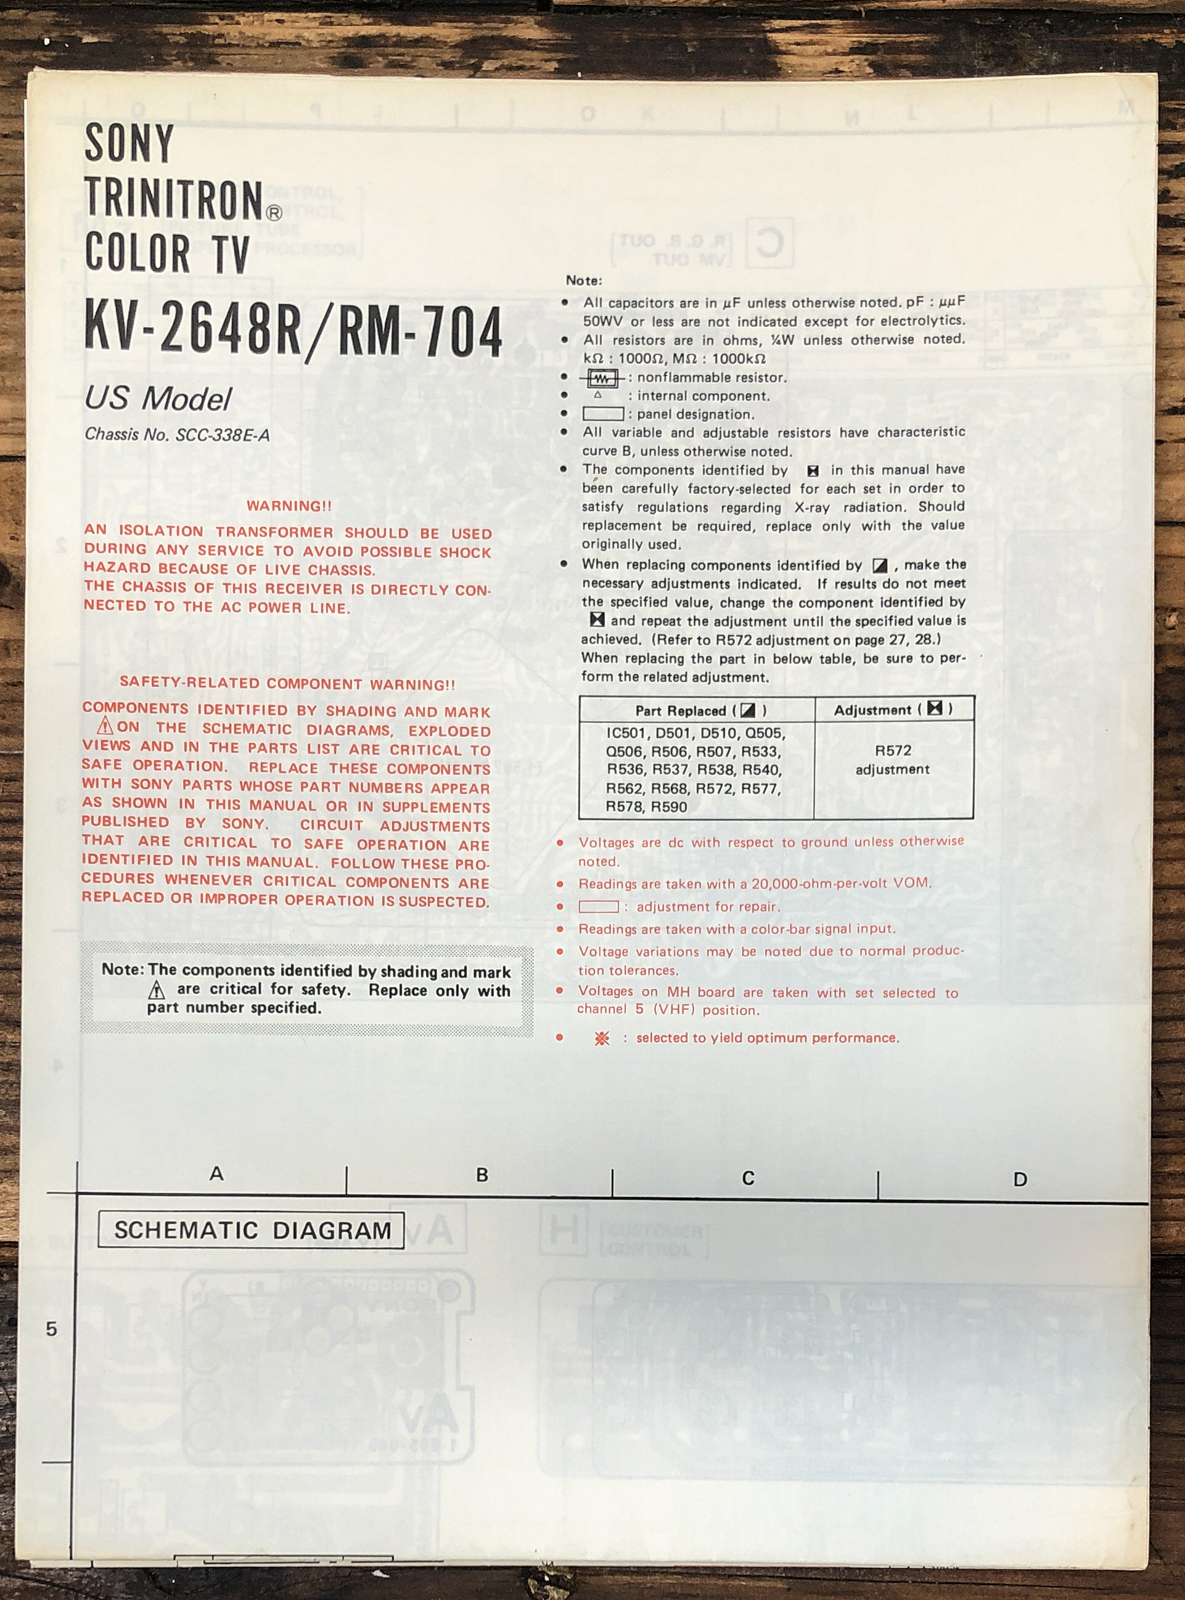 SONY
TRINITRON®
COLOR TV
KV-2648R/RM-704
US Model
Chassis No. SCC-338E-A
WARNING!!
AN ISOLATION TRANSFORMER SHOULD BE USED
DURING ANY SERVICE TO AVOID POSSIBLE SHOCK
HAZARD BECAUSE OF LIVE CHASSIS.
THE CHASSIS OF THIS RECEIVER IS DIRECTLY CON-
NECTED TO THE AC POWER LINE.
SAFETY-RELATED COMPONENT WARNING!!
COMPONENTS IDENTIFIED BY SHADING AND MARK
⚠ ON THE SCHEMATIC DIAGRAMS, EXPLODED
VIEWS AND IN THE PARTS LIST ARE CRITICAL TO
SAFE OPERATION. REPLACE THESE COMPONENTS
WITH SONY PARTS WHOSE PART NUMBERS APPEAR
AS SHOWN IN THIS MANUAL OR IN SUPPLEMENTS
PUBLISHED BY SONY. CIRCUIT ADJUSTMENTS
THAT ARE CRITICAL TO SAFE OPERATION ARE
IDENTIFIED IN THIS MANUAL. FOLLOW THESE PRO-
CEDURES WHENEVER CRITICAL COMPONENTS ARE
REPLACED OR IMPROPER OPERATION IS SUSPECTED.
Note: The components identified by shading and mark
⚠ are critical for safety. Replace only with
part number specified.
Note:
• All capacitors are in μF unless otherwise noted. pF : μμF
50WV or less are not indicated except for electrolytics.
• All resistors are in ohms, ¼W unless otherwise noted.
kΩ : 1000Ω, MΩ : 1000kΩ
• : nonflammable resistor.
• △ : internal component.
• : panel designation.
• All variable and adjustable resistors have characteristic
curve B, unless otherwise noted.
• The components identified by in this manual have
been carefully factory-selected for each set in order to
satisfy regulations regarding X-ray radiation. Should
replacement be required, replace only with the value
originally used.
• When replacing components identified by , make the
necessary adjustments indicated. If results do not meet
the specified value, change the component identified by
and repeat the adjustment until the specified value is
achieved. (Refer to R572 adjustment on page 27, 28.)
When replacing the part in below table, be sure to per-
form the related adjustment.
Part Replaced ( ) Adjustment ( )
IC501, D501, D510, Q505,
Q506, R506, R507, R533,
R536, R537, R538, R540,
R562, R568, R572, R577,
R578, R590
R572
adjustment
• Voltages are dc with respect to ground unless otherwise
noted.
• Readings are taken with a 20,000-ohm-per-volt VOM.
• : adjustment for repair.
• Readings are taken with a color-bar signal input.
• Voltage variations may be noted due to normal produc-
tion tolerances.
• Voltages on MH board are taken with set selected to
channel 5 (VHF) position.
• ※ : selected to yield optimum performance.
A B C D
SCHEMATIC DIAGRAM
5